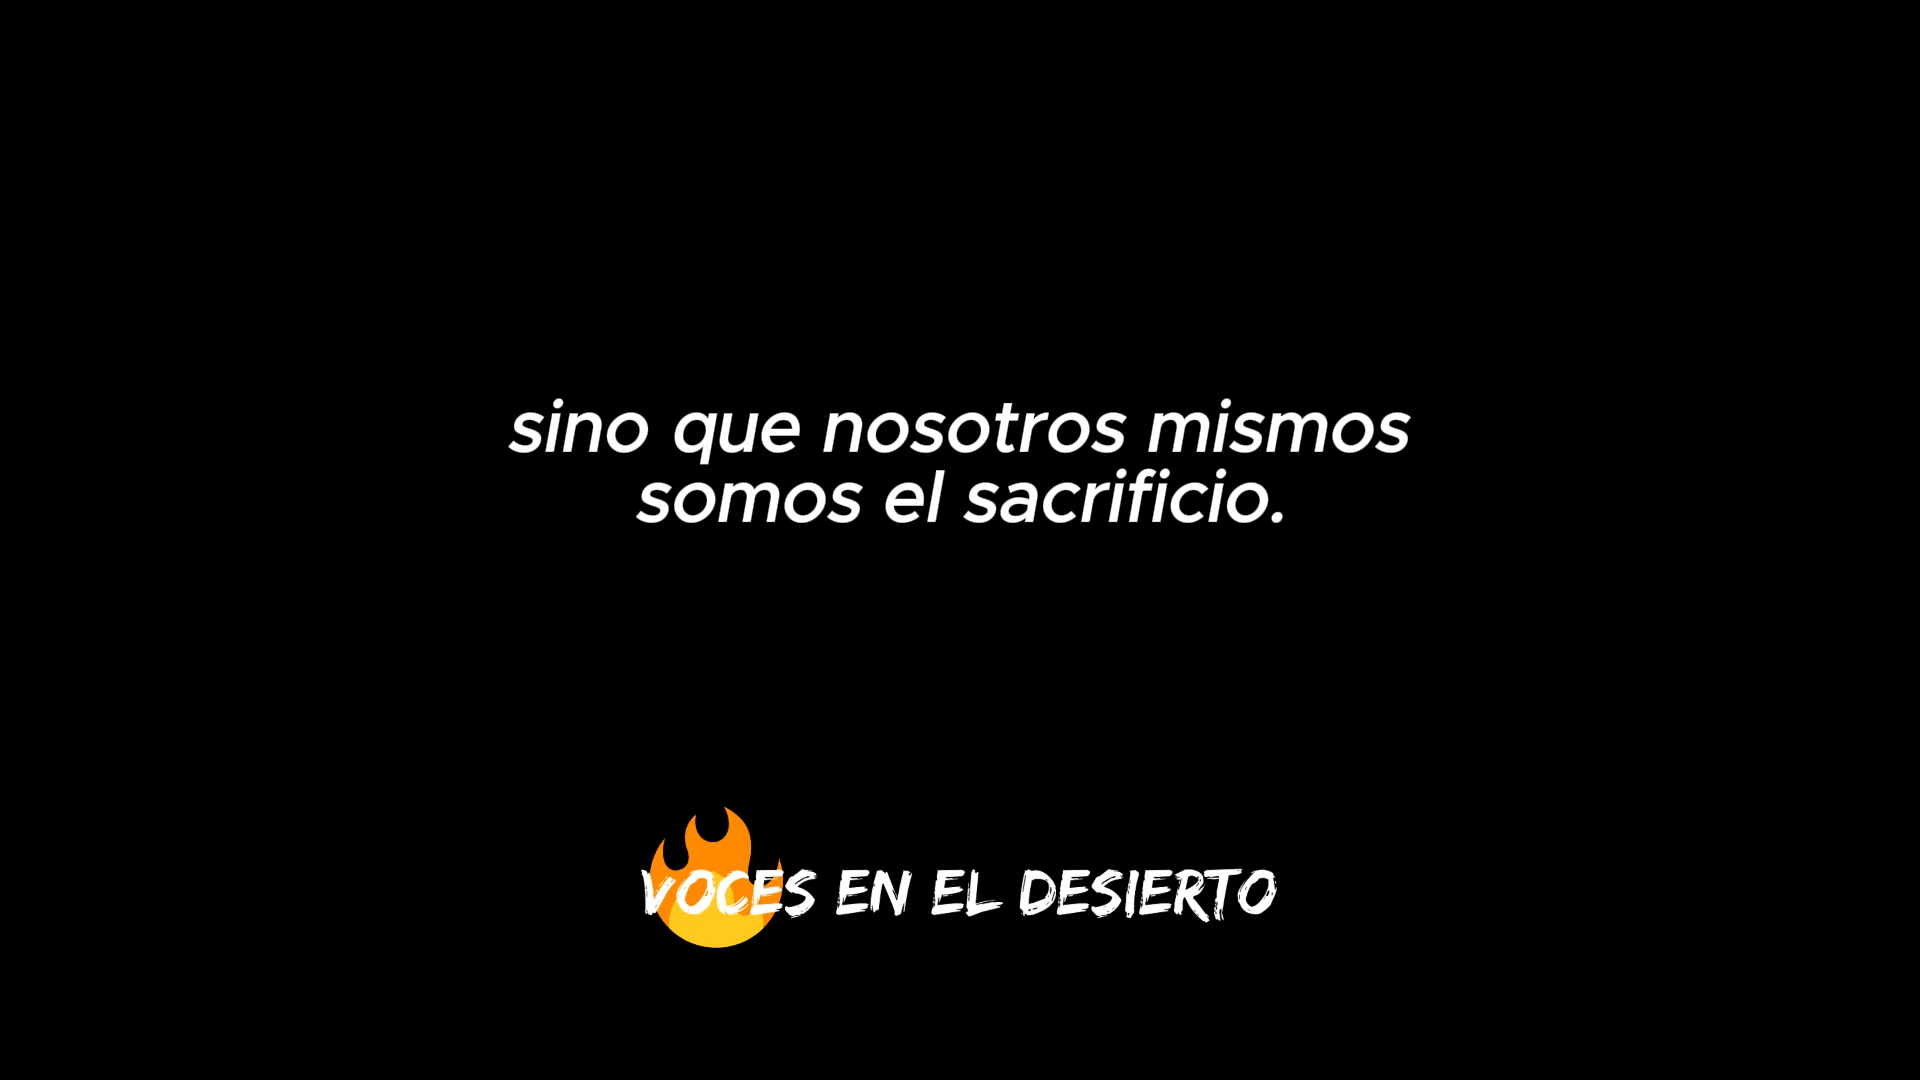 sino que nosotros mismos
somos el sacrificio.
VOCES EN EL DESIERTO